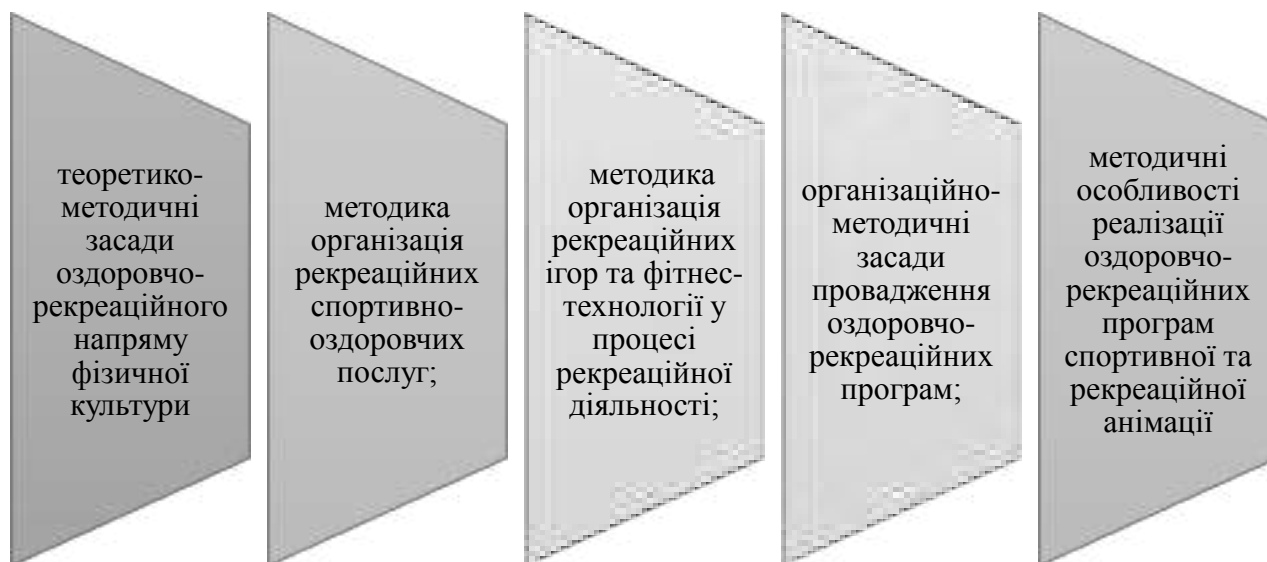 теоретико-
методичні
засади
оздоровчо-
рекреаційного
напряму
фізичної
культури
методика
організація
рекреаційних
спортивно-
оздоровчих
послуг;
методика
організація
рекреаційних
ігор та фітнес-
технології у
процесі
рекреаційної
діяльності;
організаційно-
методичні
засади
провадження
оздоровчо-
рекреаційних
програм;
методичні
особливості
реалізації
оздоровчо-
рекреаційних
програм
спортивної та
рекреаційної
анімації